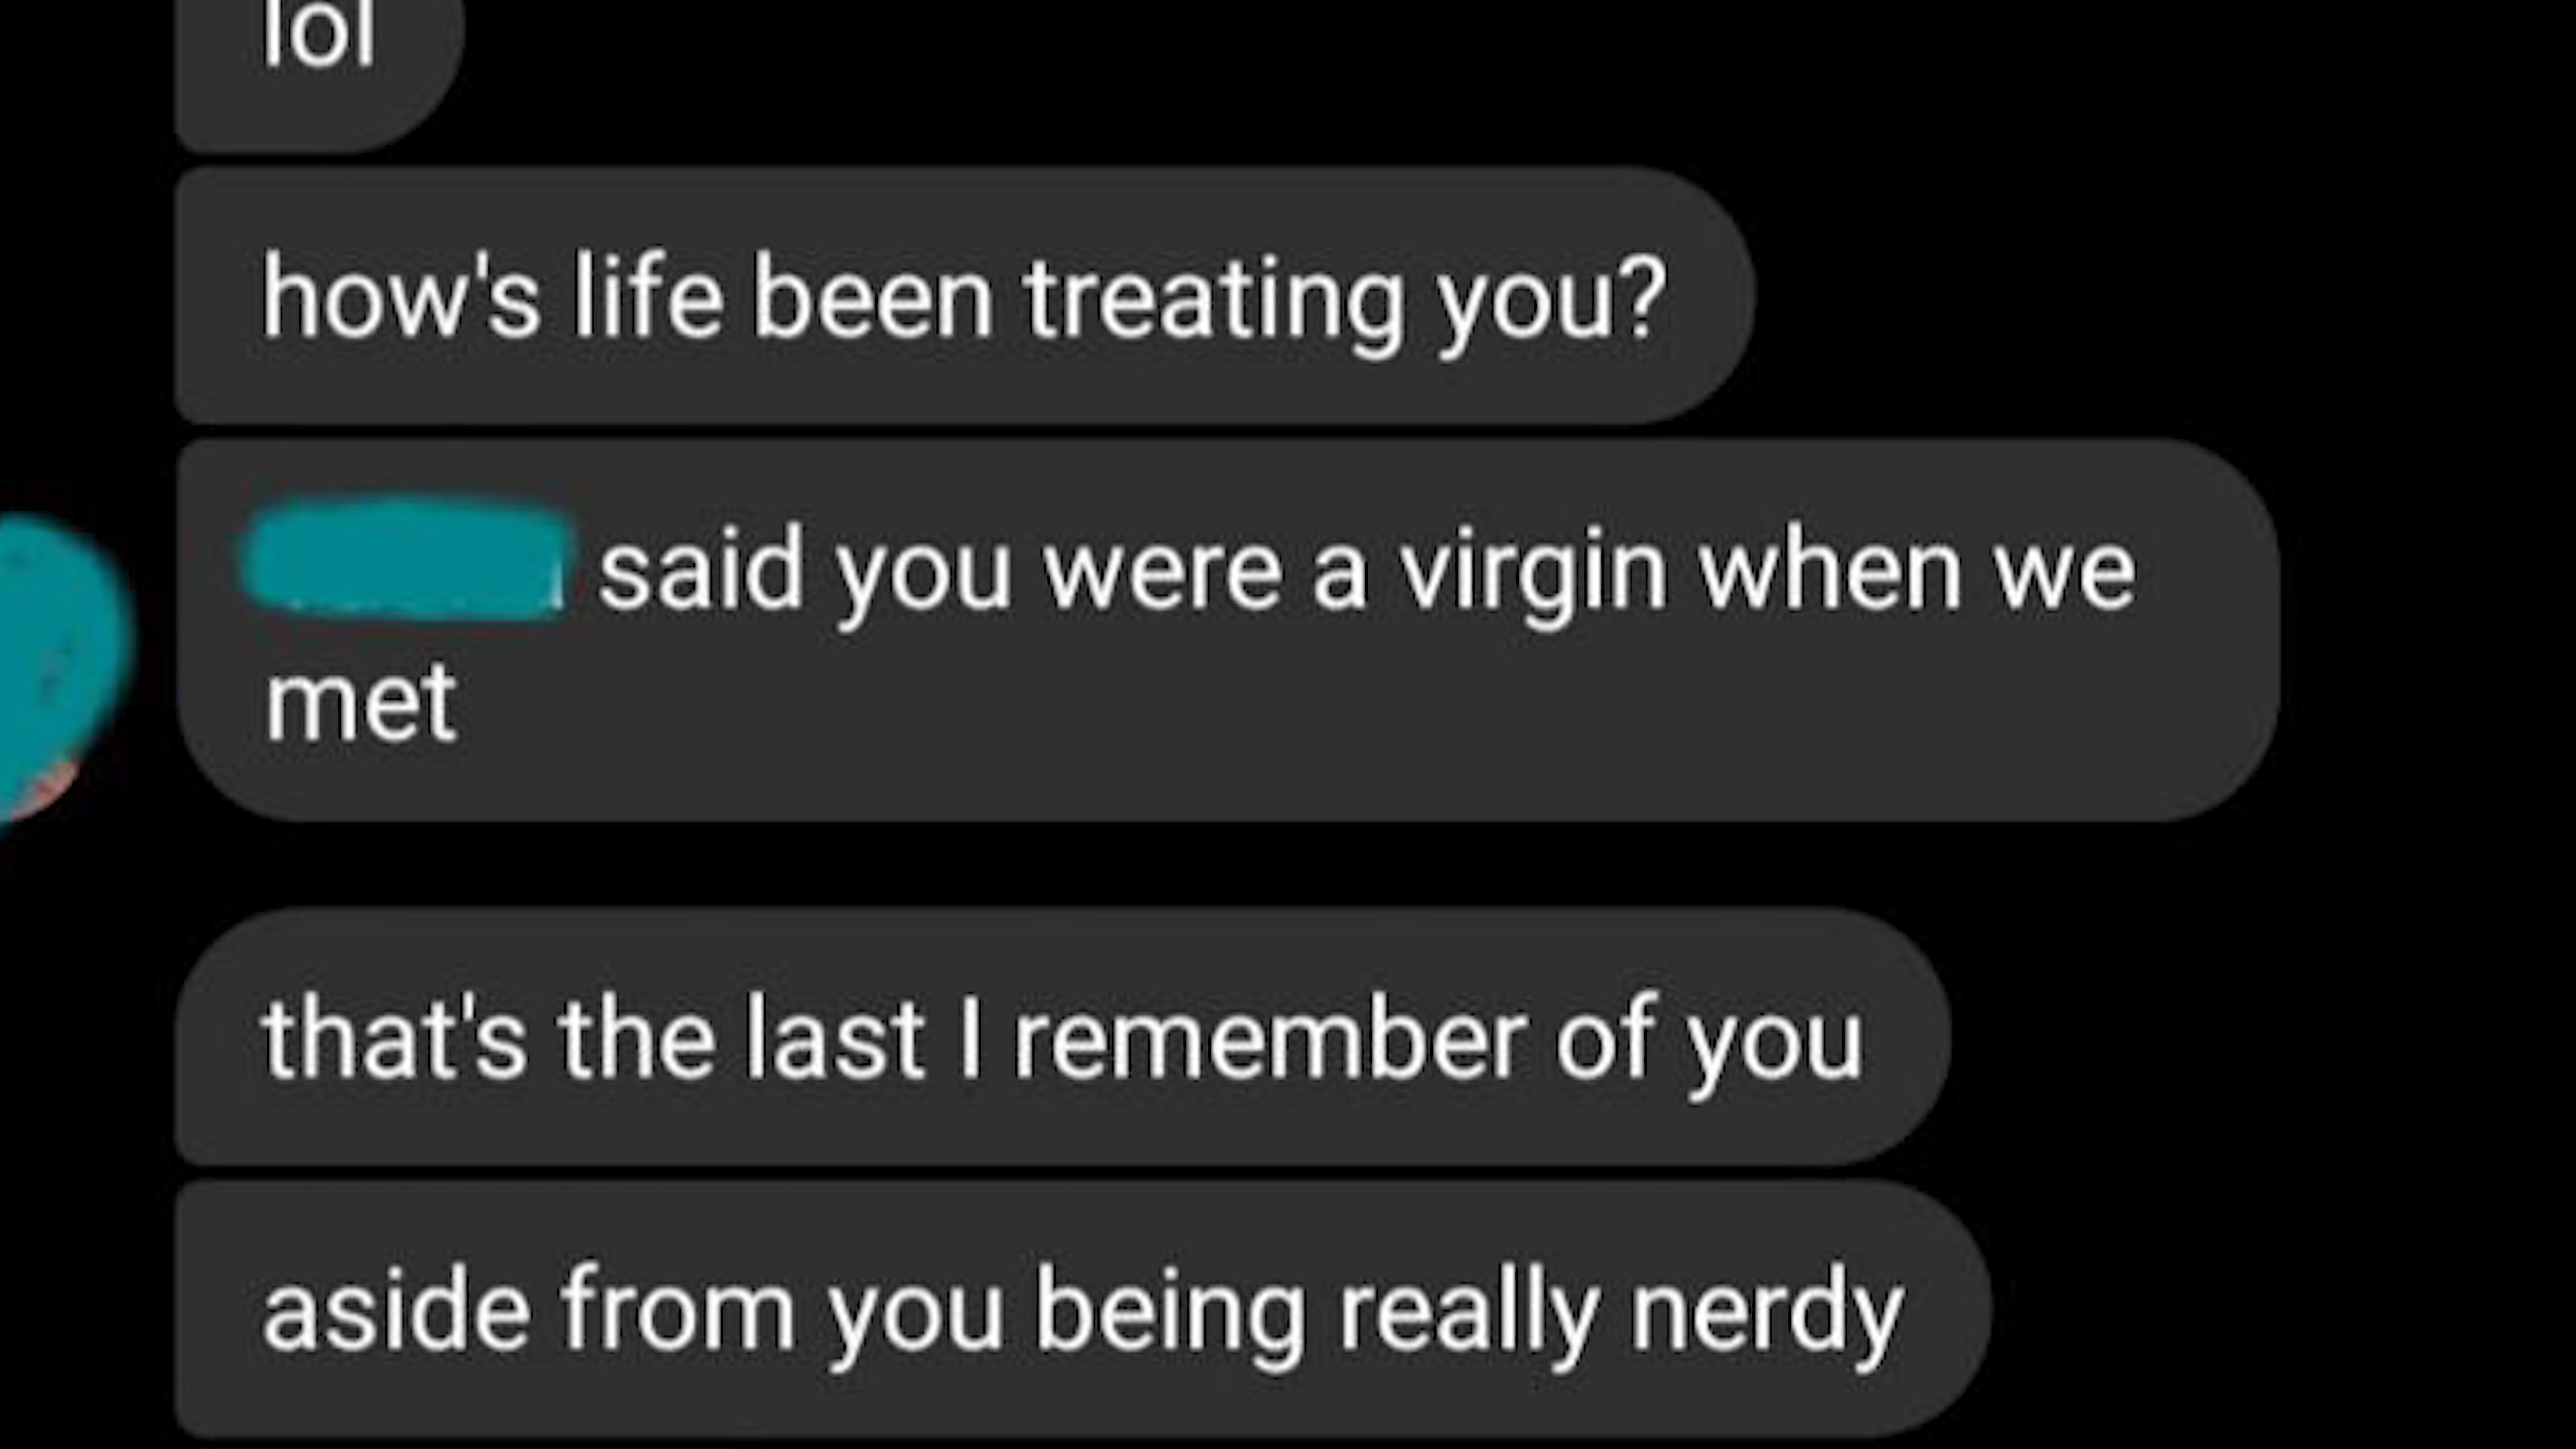 lol
how's life been treating you?
said you were a virgin when we
met
that's the last I remember of you
aside from you being really nerdy